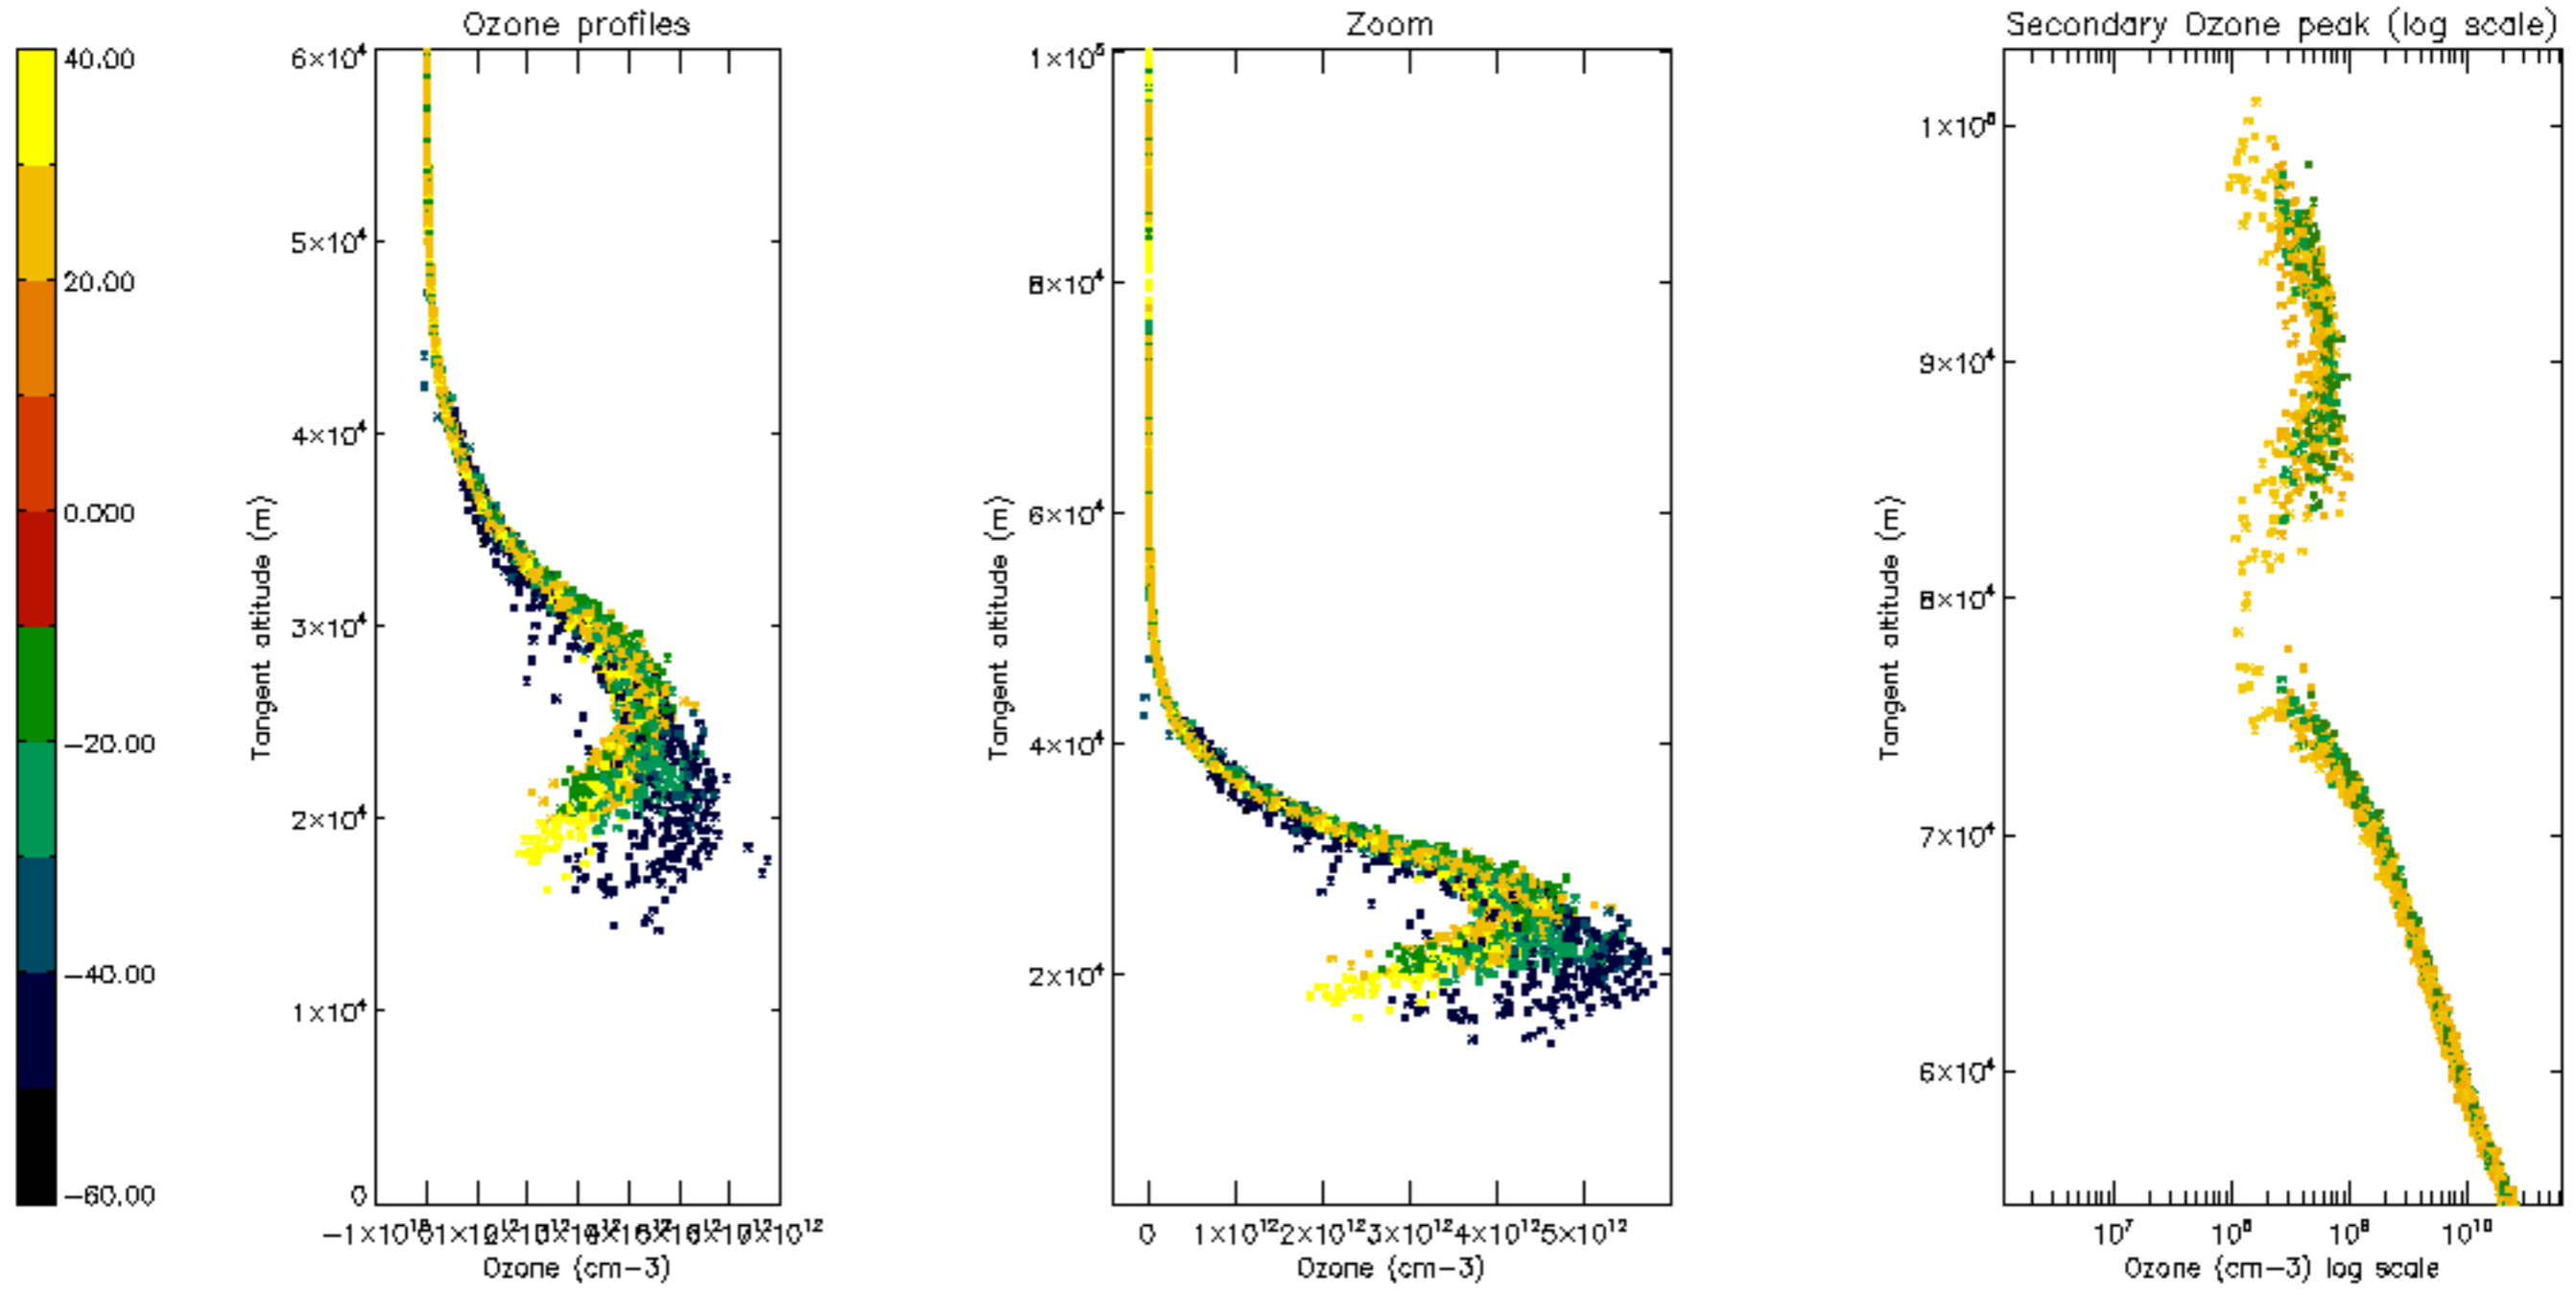 Ozone profiles
Zoom
Secondary Ozone peak (log scale)
40.00
20.00
0.000
−20.00
−40.00
−60.00
6×10⁴
5×10⁴
4×10⁴
3×10⁴
2×10⁴
1×10⁴
0
Tangent altitude (m)
Ozone (cm−3)
1×10⁵
8×10⁴
6×10⁴
4×10⁴
2×10⁴
Tangent altitude (m)
0 1×10¹² 2×10¹² 3×10¹² 4×10¹² 5×10¹²
Ozone (cm−3)
1×10⁵
9×10⁴
8×10⁴
7×10⁴
6×10⁴
Tangent altitude (m)
10⁷ 10⁸ 10⁹ 10¹⁰
Ozone (cm−3) log scale